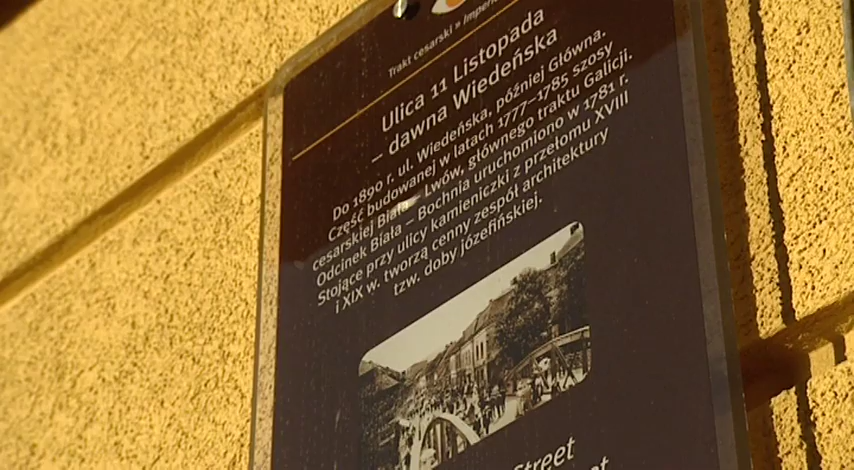 Trakt cesarski » Imperi
Ulica 11 Listopada
– dawna Wiedeńska
Do 1890 r. ul. Wiedeńska, później Główna.
Część budowanej w latach 1777–1785 szosy
cesarskiej Biała – Lwów, głównego traktu Galicji.
Odcinek Biała – Bochnia uruchomiono w 1781 r.
Stojące przy ulicy kamieniczki z przełomu XVIII
i XIX w. tworzą cenny zespół architektury
tzw. doby józefińskiej.
Street